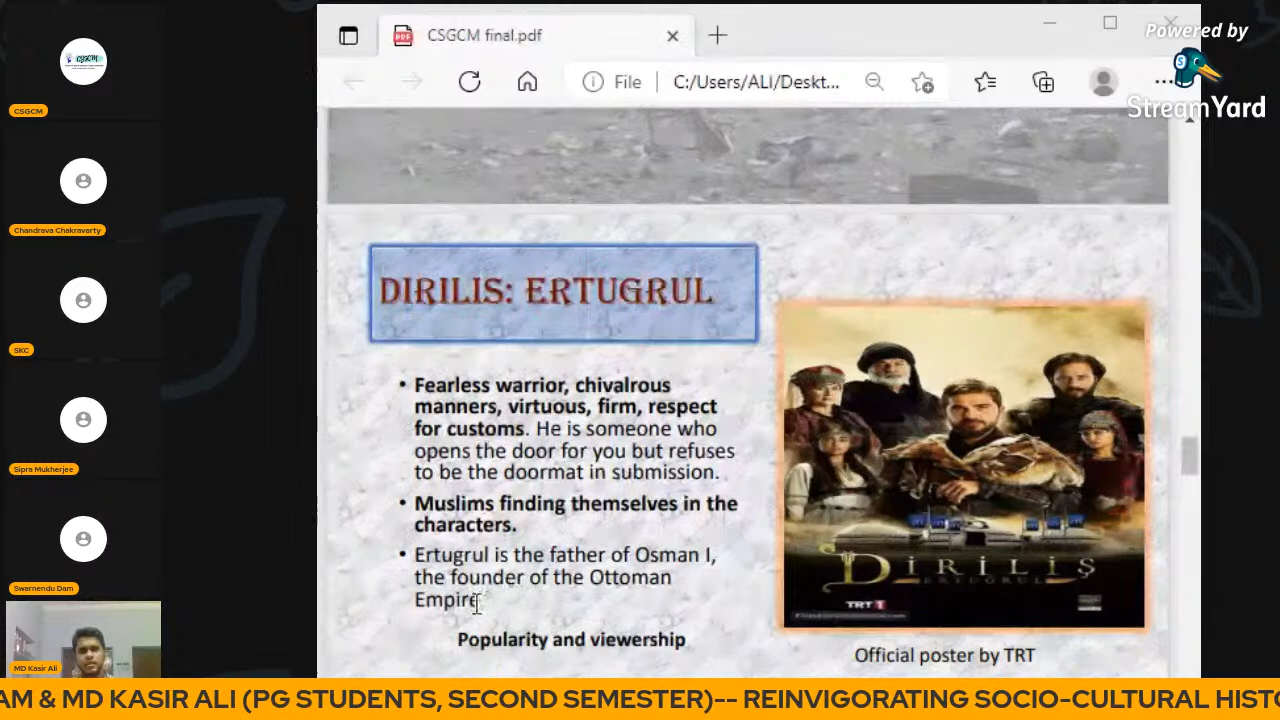 CSGCM final.pdf
Powered by
StreamYard
File
C:/Users/ALI/Deskt...
CSGCM
Chandrava Chakravarty
SKC
Sipra Mukherjee
Swarnendu Dam
MD Kasir Ali
DIRILIS: ERTUGRUL
• Fearless warrior, chivalrous
manners, virtuous, firm, respect
for customs. He is someone who
opens the door for you but refuses
to be the doormat in submission.
• Muslims finding themselves in the
characters.
• Ertugrul is the father of Osman I,
the founder of the Ottoman
Empire
Popularity and viewership
DİRİLİŞ
ERTUGRUL
TRT 1
Official poster by TRT
AM & MD KASIR ALI (PG STUDENTS, SECOND SEMESTER)-- REINVIGORATING SOCIO-CULTURAL HISTO